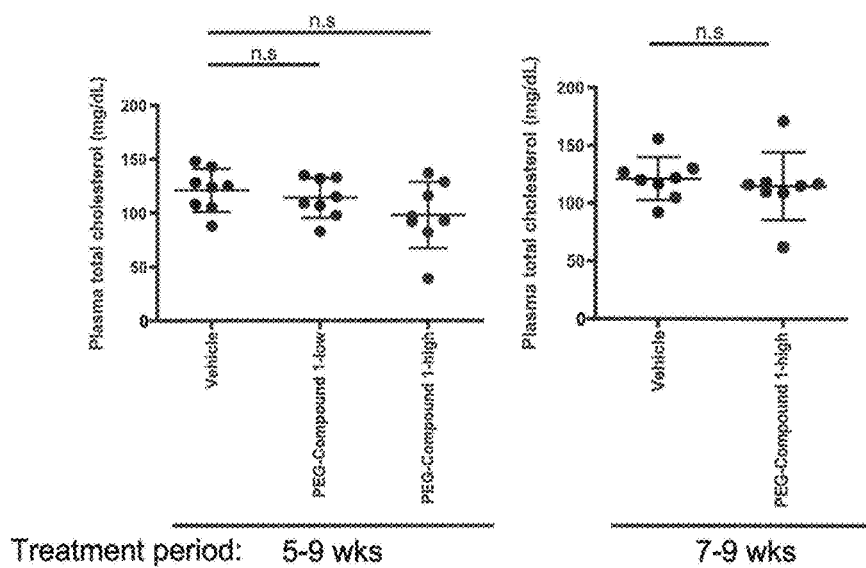 n.s
n.s
Plasma total cholesterol (mg/dL)
200
150
100
50
0
Vehicle
PEG-Compound 1-low
PEG-Compound 1-high
n.s
Plasma total cholesterol (mg/dL)
200
150
100
50
0
Vehicle
PEG-Compound 1-high
Treatment period: 5-9 wks
7-9 wks